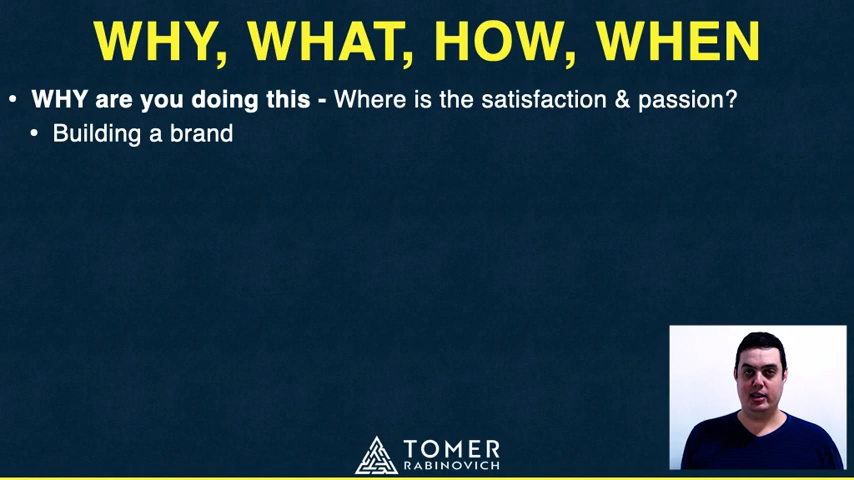 WHY, WHAT, HOW, WHEN
• WHY are you doing this - Where is the satisfaction & passion?
• Building a brand
TOMER
RABINOVICH